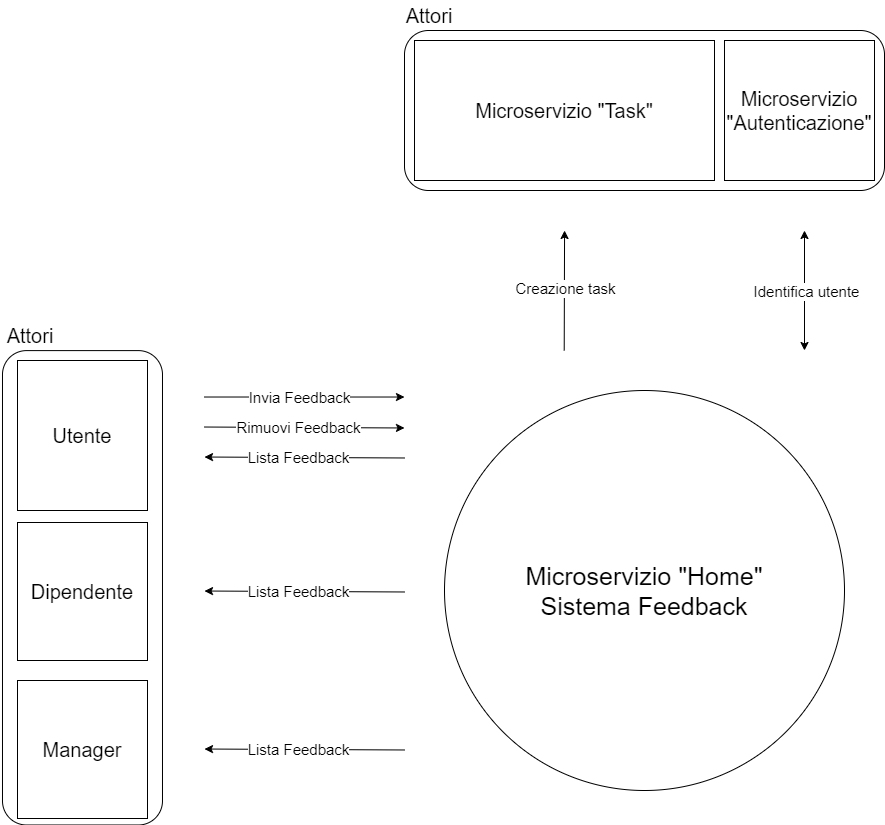 Attori
Microservizio "Task"
Microservizio
"Autenticazione"
Creazione task
Identifica utente
Attori
Utente
Invia Feedback
Rimuovi Feedback
Lista Feedback
Dipendente
Lista Feedback
Microservizio "Home"
Sistema Feedback
Manager
Lista Feedback